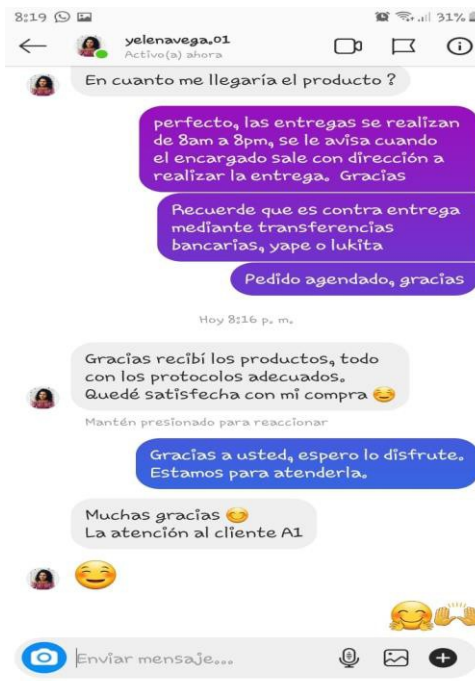 8:19 31%
yelenavega.01
Activo(a) ahora
En cuanto me llegaría el producto ?
perfecto, las entregas se realizan
de 8am a 8pm, se le avisa cuando
el encargado sale con dirección a
realizar la entrega. Gracias
Recuerde que es contra entrega
mediante transferencias
bancarias, yape o lukita
Pedido agendado, gracias
Hoy 8:16 p. m.
Gracias recibí los productos, todo
con los protocolos adecuados.
Quedé satisfecha con mi compra 😊
Mantén presionado para reaccionar
Gracias a usted, espero lo disfrute.
Estamos para atenderla.
Muchas gracias 😊
La atención al cliente A1
Enviar mensaje...